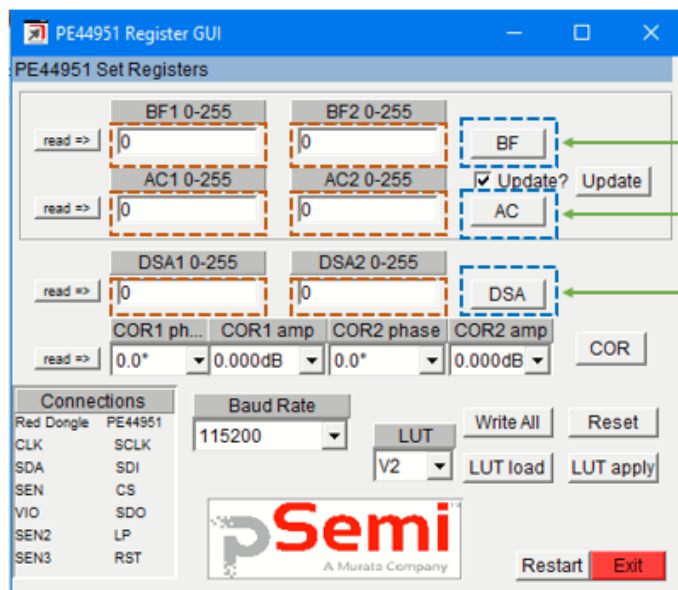 PE44951 Register GUI
PE44951 Set Registers
BF1 0-255 BF2 0-255
read => 0 0 BF
AC1 0-255 AC2 0-255 Update? Update
read => 0 0 AC
DSA1 0-255 DSA2 0-255
read => 0 0 DSA
COR1 ph... COR1 amp COR2 phase COR2 amp
read => 0.0° 0.000dB 0.0° 0.000dB COR
Connections
Red Dongle PE44951
CLK SCLK
SDA SDI
SEN CS
VIO SDO
SEN2 LP
SEN3 RST
Baud Rate
115200
LUT
V2
Write All Reset
LUT load LUT apply
pSemi
A Murata Company
Restart Exit